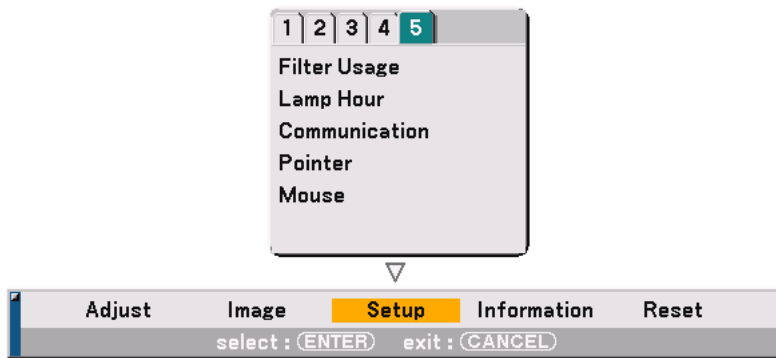 1 2 3 4 5
Filter Usage
Lamp Hour
Communication
Pointer
Mouse
Adjust Image Setup Information Reset
select : ENTER exit : CANCEL